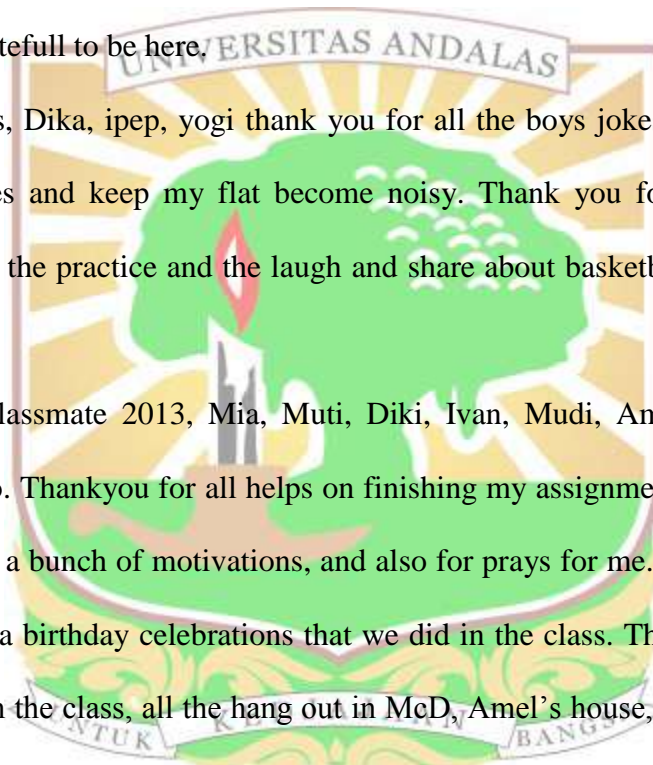 UNIVERSITAS ANDALAS
tefull to be here.
s, Dika, ipep, yogi thank you for all the boys joke
es and keep my flat become noisy. Thank you fo
the practice and the laugh and share about basketb
lassmate 2013, Mia, Muti, Diki, Ivan, Mudi, Am
o. Thankyou for all helps on finishing my assignme
a bunch of motivations, and also for prays for me.
a birthday celebrations that we did in the class. Th
n the class, all the hang out in McD, Amel's house,
UNTUK
BANGS